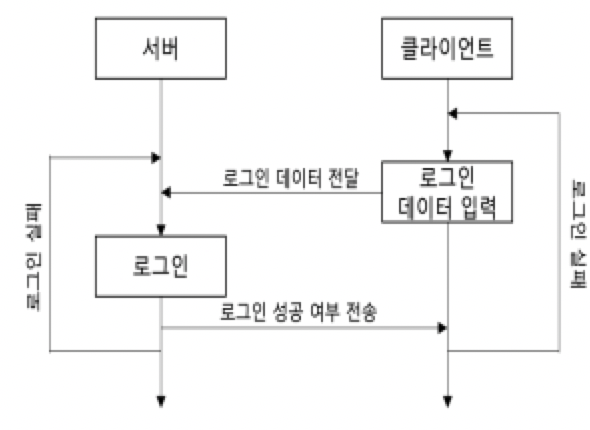 서버
클라이언트
로그인 데이터 전달
로그인
데이터 입력
로그인 실패
로그인 실패
로그인
로그인 성공 여부 전송